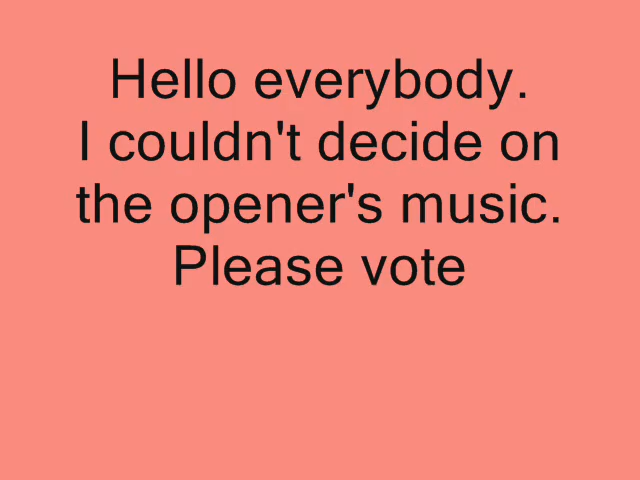 Hello everybody.
I couldn't decide on
the opener's music.
Please vote